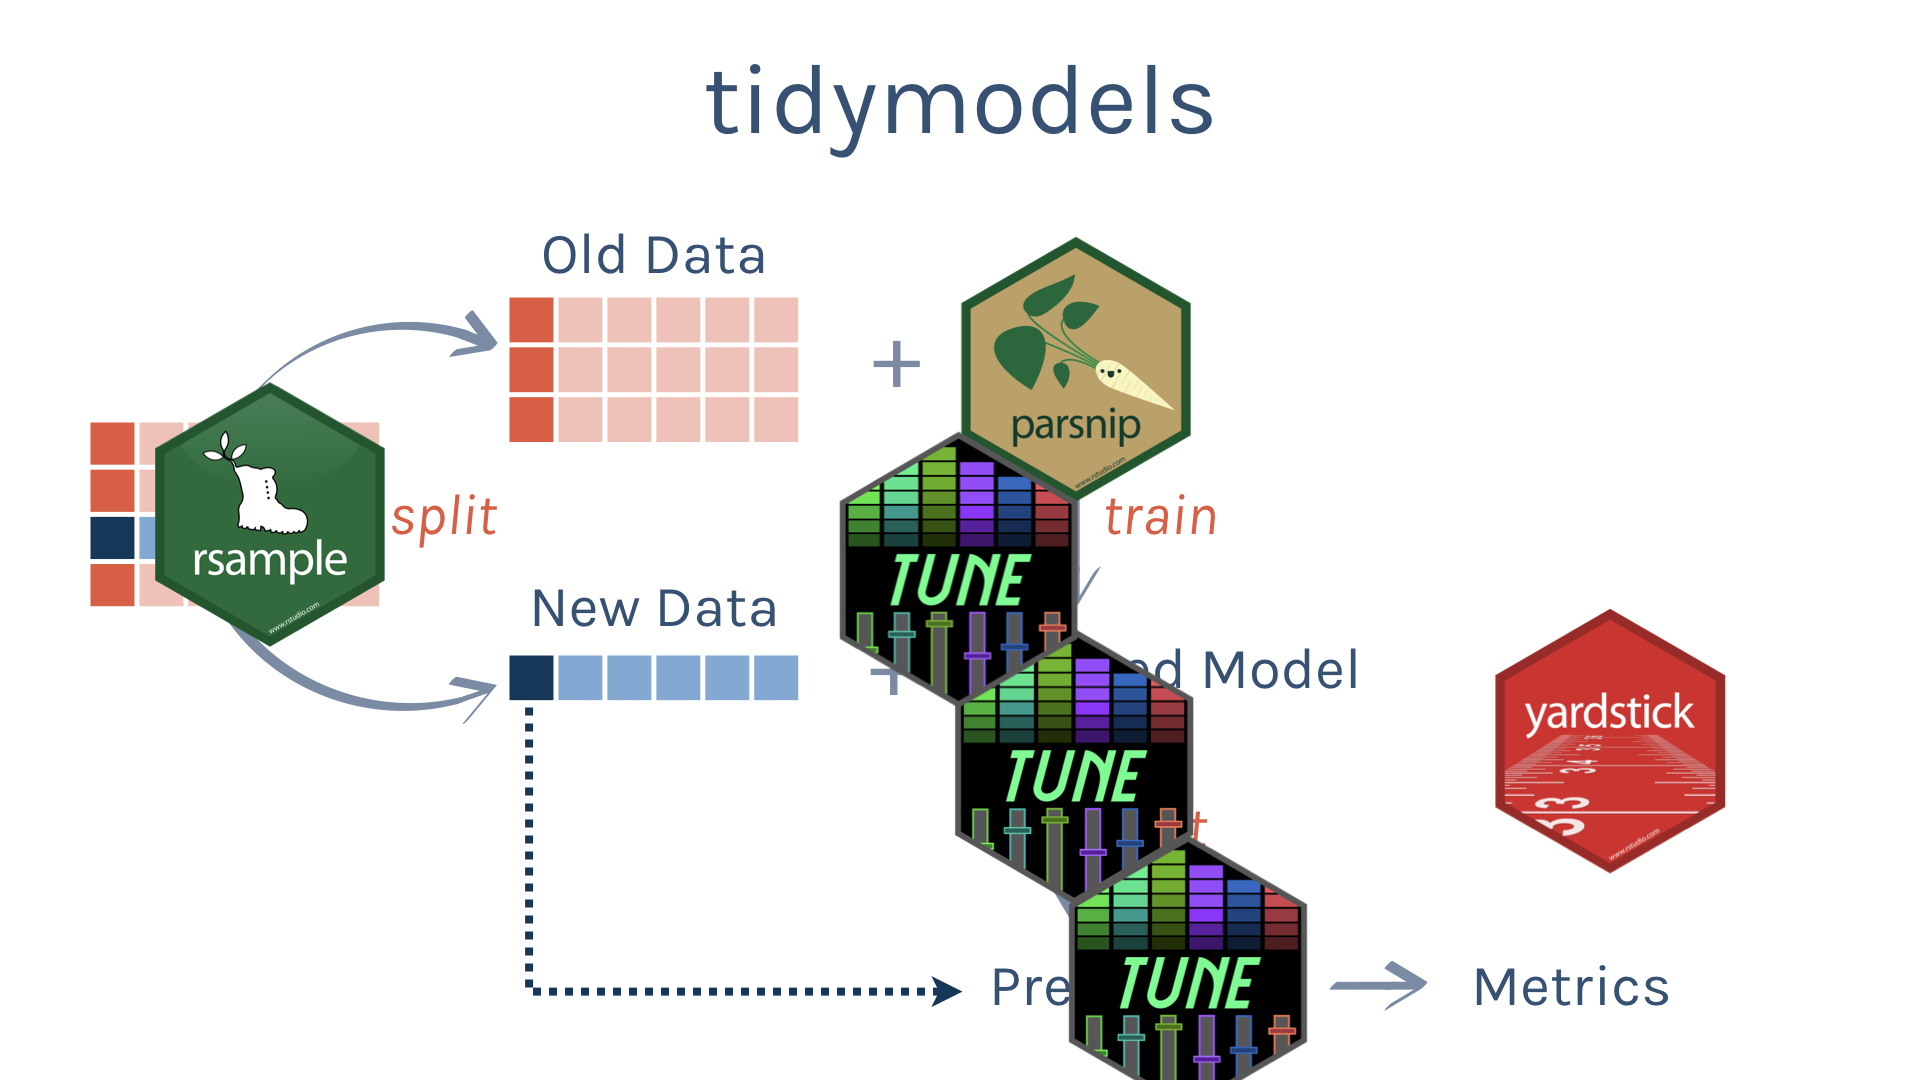 tidymodels
Old Data
+
parsnip
www.rstudio.com
rsample
www.rstudio.com
split
train
TUNE
New Data
Model
TUNE
yardstick
www.rstudio.com
TUNE
Metrics